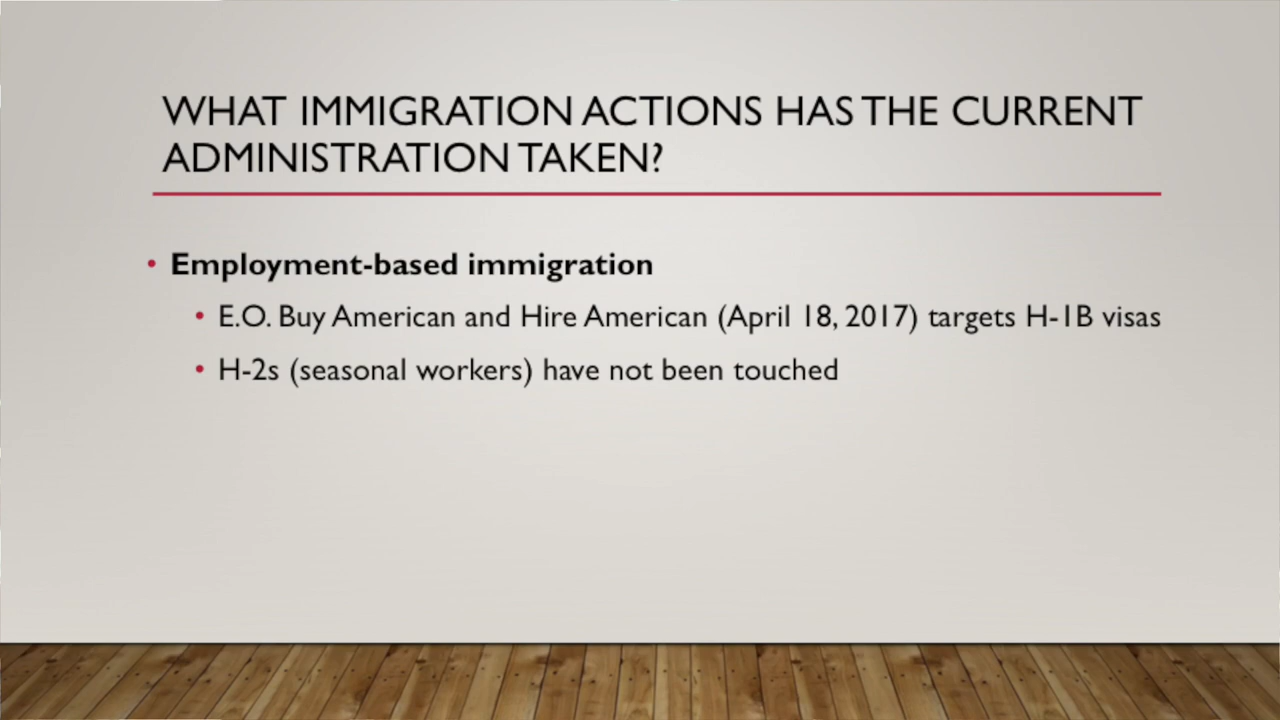 WHAT IMMIGRATION ACTIONS HAS THE CURRENT
ADMINISTRATION TAKEN?
• Employment-based immigration
• E.O. Buy American and Hire American (April 18, 2017) targets H-1B visas
• H-2s (seasonal workers) have not been touched